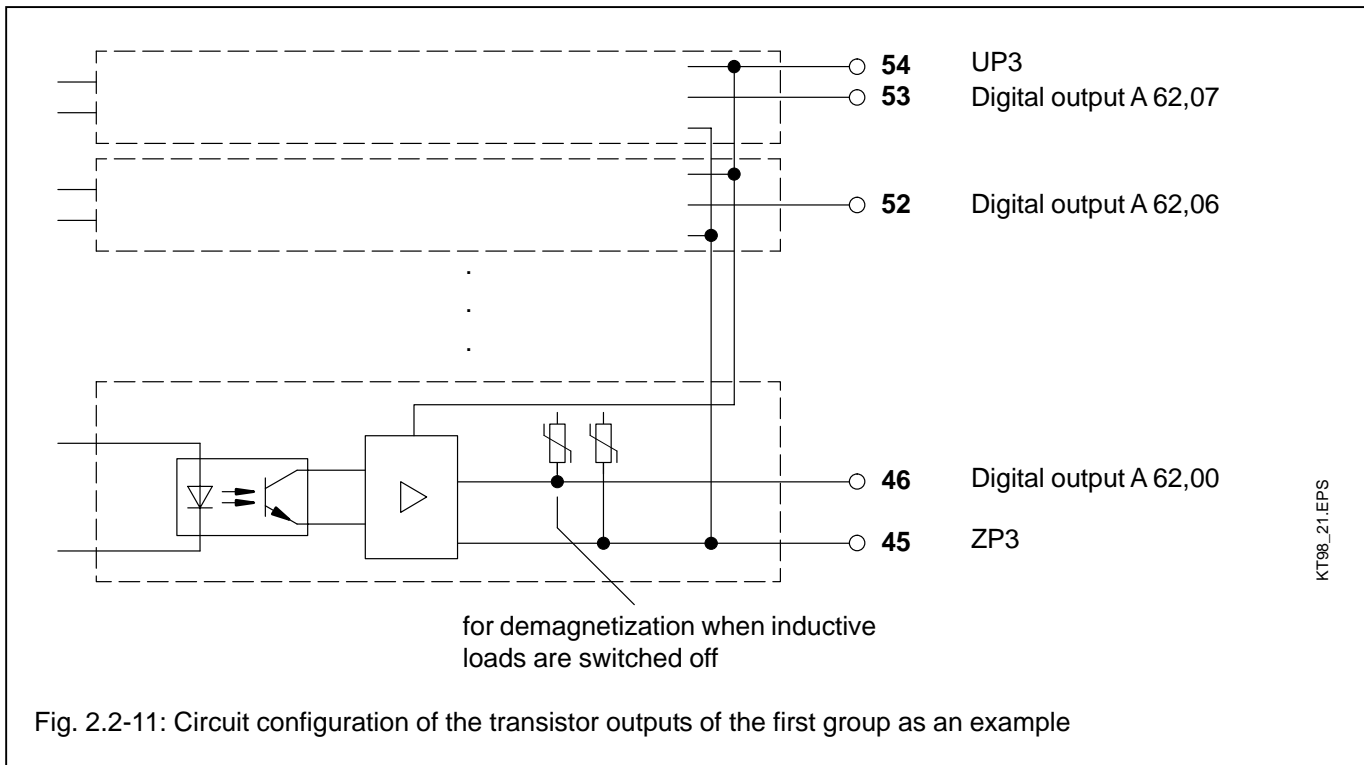 54 UP3
53 Digital output A 62,07
52 Digital output A 62,06
.
.
.
46 Digital output A 62,00
45 ZP3
for demagnetization when inductive
loads are switched off
KT98_21.EPS
Fig. 2.2-11: Circuit configuration of the transistor outputs of the first group as an example